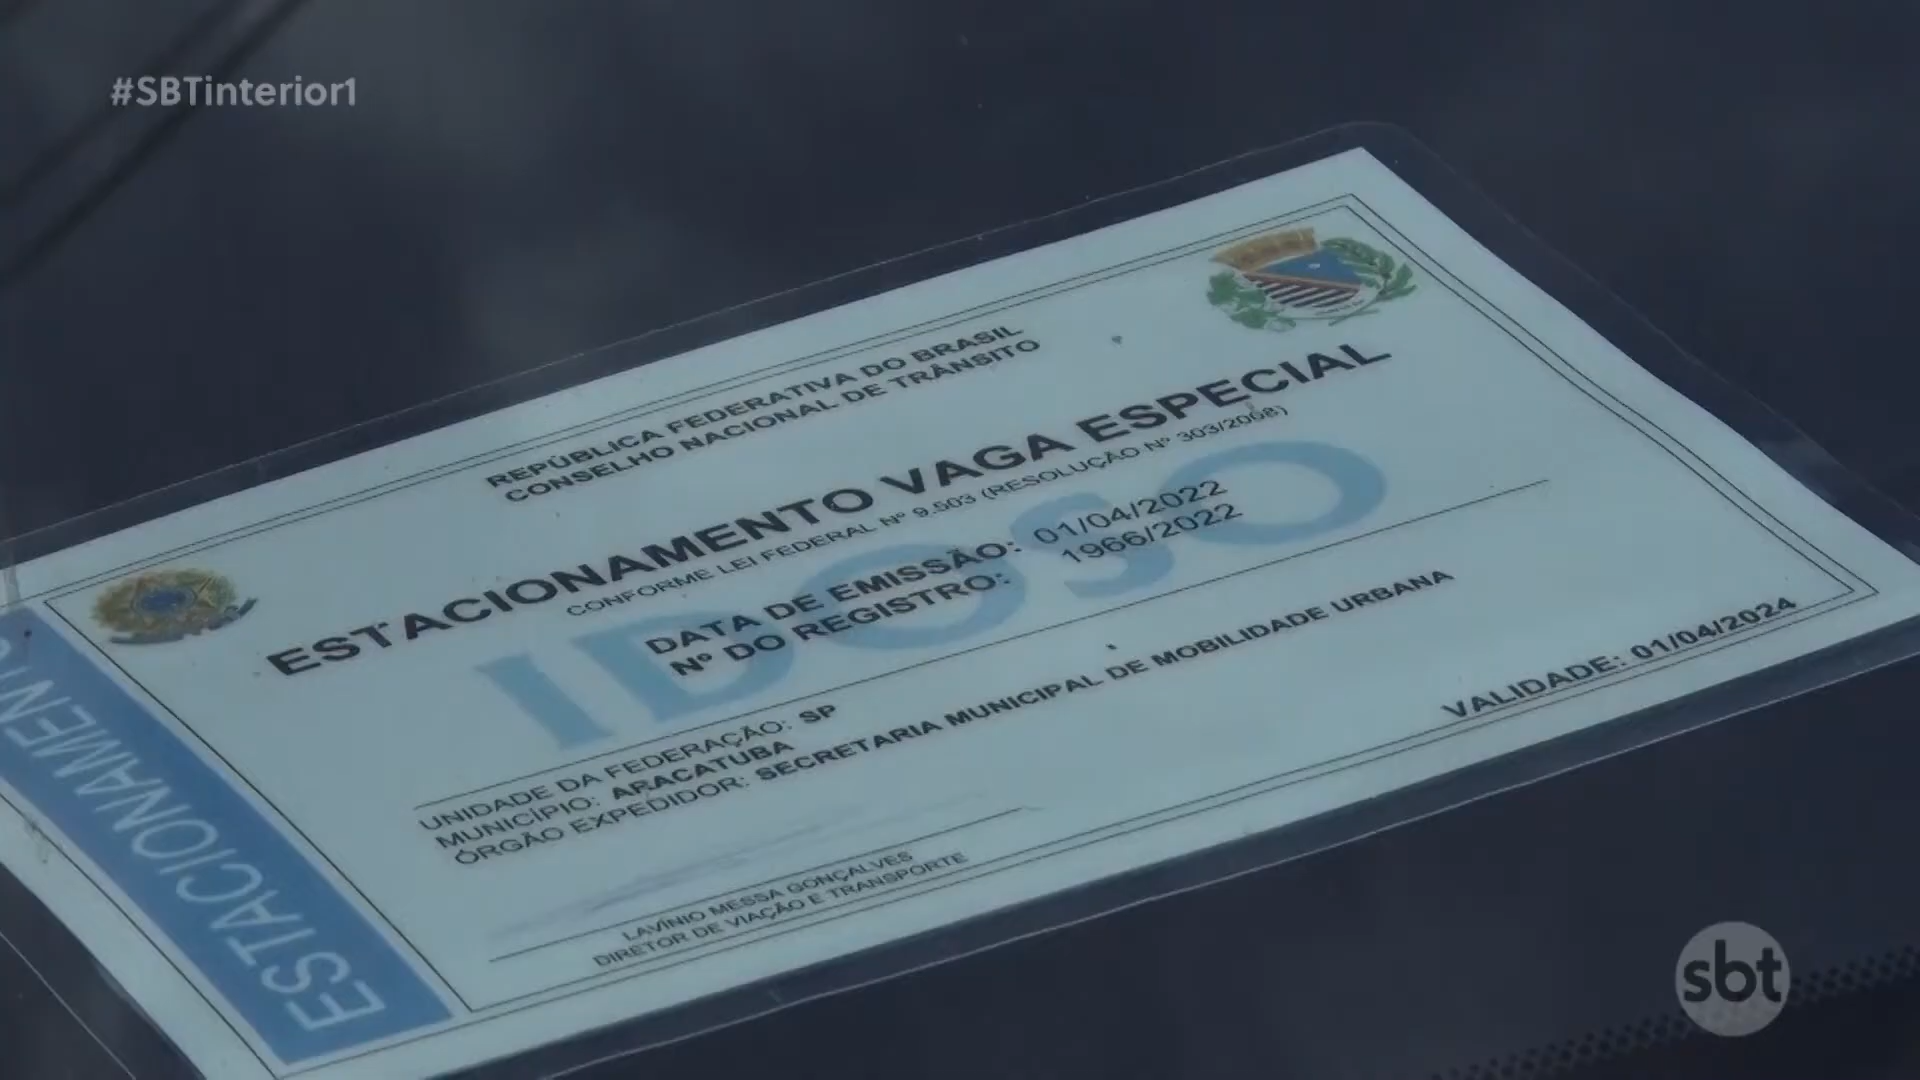 #SBTinterior1
REPÚBLICA FEDERATIVA DO BRASIL
CONSELHO NACIONAL DE TRÂNSITO
ESTACIONAMENTO VAGA ESPECIAL
CONFORME LEI FEDERAL Nº 9.503 (RESOLUÇÃO Nº 303/2008)
IDOSO
DATA DE EMISSÃO: 01/04/2022
Nº DO REGISTRO: 1966/2022
UNIDADE DA FEDERAÇÃO: SP
MUNICÍPIO: ARACATUBA
ÓRGÃO EXPEDIDOR: SECRETARIA MUNICIPAL DE MOBILIDADE URBANA
VALIDADE: 01/04/2024
LAVÍNIO MESSA GONÇALVES
DIRETOR DE VIAÇÃO E TRANSPORTE
ESTACIONAMENTO
sbt